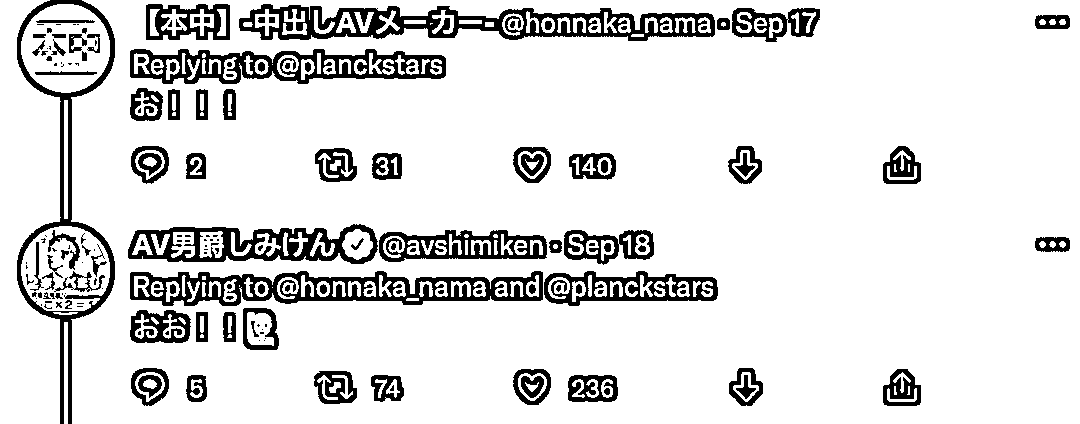 本中
【本中】-中出しAVメーカー- @honnaka_nama · Sep 17
Replying to @planckstars
お！！！
2 31 140
AV男爵しみけん @avshimiken · Sep 18
Replying to @honnaka_nama and @planckstars
おお！！
5 74 236